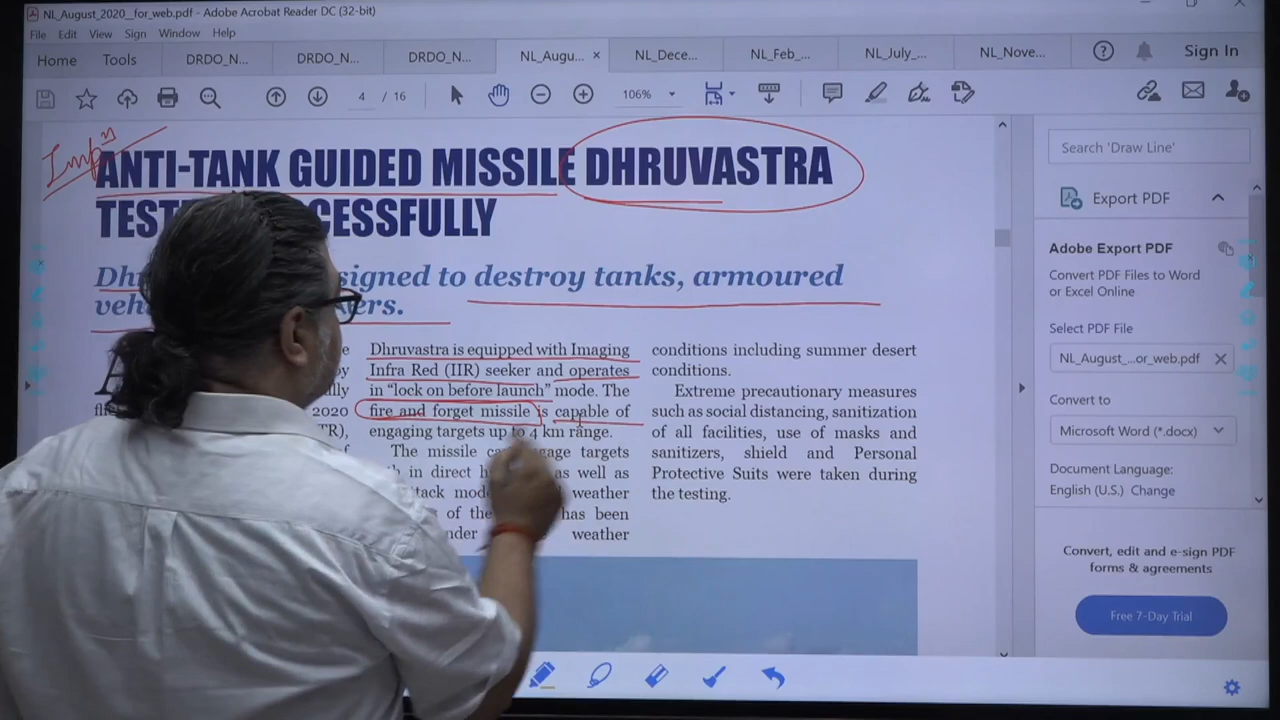 NL_August_2020__for_web.pdf - Adobe Acrobat Reader DC (32-bit)
File Edit View Sign Window Help
Home Tools DRDO_N... DRDO_N... DRDO_N... NL_Augu... × NL_Dece... NL_Feb_... NL_July_... NL_Nove... Sign In
4 / 16 106%
Impn
ANTI-TANK GUIDED MISSILE DHRUVASTRA
TEST
CESSFULLY
signed to destroy tanks, armoured
Dhruvastra is equipped with Imaging
Infra Red (IIR) seeker and operates
in “lock on before launch” mode. The
2020 fire and forget missile is capable of
TR), engaging targets up to 4 km range.
The missile can engage targets
in direct as well as
weather
of the has been
weather
conditions including summer desert
conditions.
Extreme precautionary measures
such as social distancing, sanitization
of all facilities, use of masks and
sanitizers, shield and Personal
Protective Suits were taken during
the testing.
Search 'Draw Line'
Export PDF
Adobe Export PDF
Convert PDF Files to Word
or Excel Online
Select PDF File
NL_August_...or_web.pdf
Convert to
Microsoft Word (*.docx)
Document Language:
English (U.S.) Change
Convert, edit and e-sign PDF
forms & agreements
Free 7-Day Trial